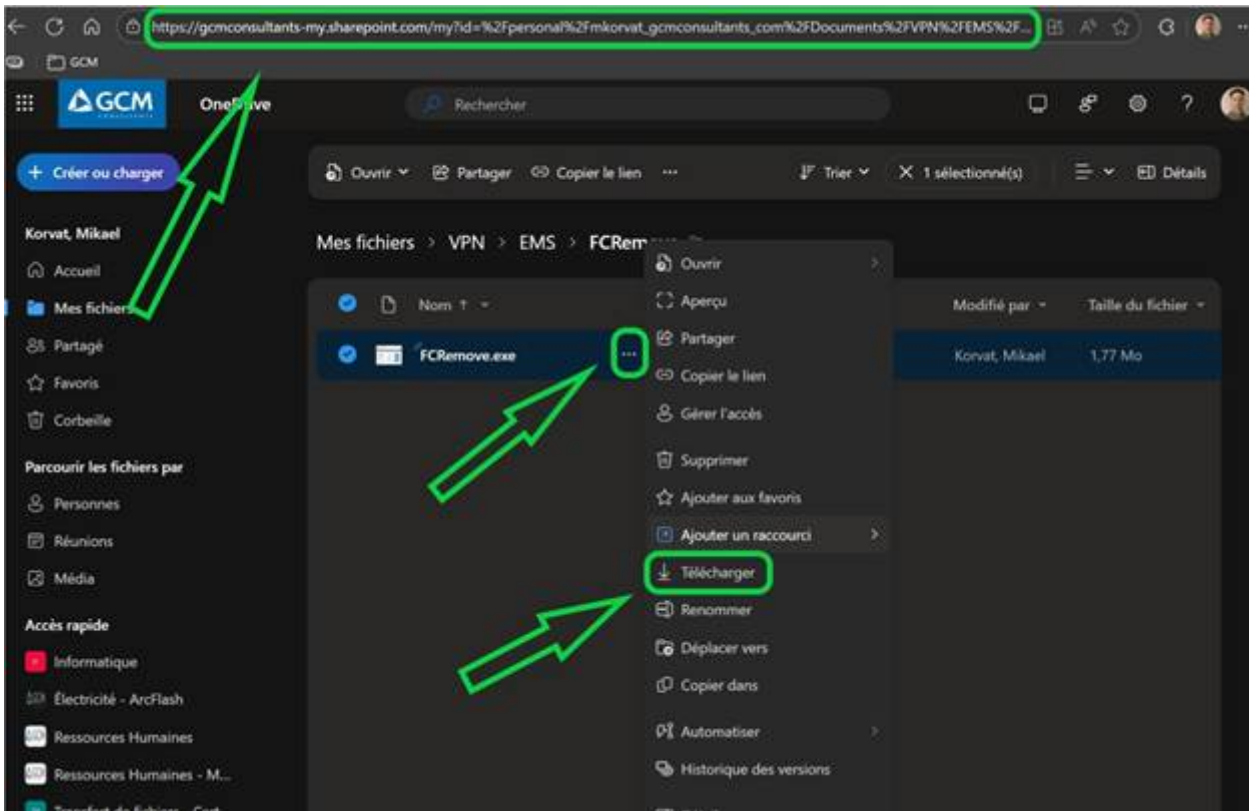 https://gcmconsultants-my.sharepoint.com/my?id=%2Fpersonal%2Fmkorvat_gcmconsultants_com%2FDocuments%2FVPN%2FEMS%2F...
GCM
GCM OneDrive Rechercher ?
+ Créer ou charger Ouvrir Partager Copier le lien ... Trier 1 sélectionné(s) Détails
Korvat, Mikael
Mes fichiers > VPN > EMS > FCRem
Accueil
Mes fichiers
Partagé
Favoris
Corbeille
Parcourir les fichiers par
Personnes
Réunions
Média
Accès rapide
Informatique
Électricité - ArcFlash
Ressources Humaines
Ressources Humaines - M...
Nom ↑ Modifié par Taille du fichier
FCRemove.exe ... Korvat, Mikael 1,77 Mo
Ouvrir
Aperçu
Partager
Copier le lien
Gérer l'accès
Supprimer
Ajouter aux favoris
Ajouter un raccourci
Télécharger
Renommer
Déplacer vers
Copier dans
Automatiser
Historique des versions